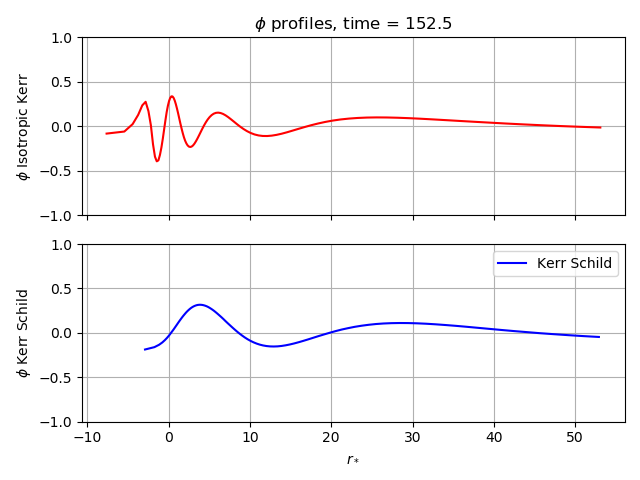 ϕ profiles, time = 152.5
1.0
0.5
0.0
−0.5
−1.0
ϕ Isotropic Kerr
1.0
0.5
0.0
−0.5
−1.0
ϕ Kerr Schild
Kerr Schild
−10 0 10 20 30 40 50
r*